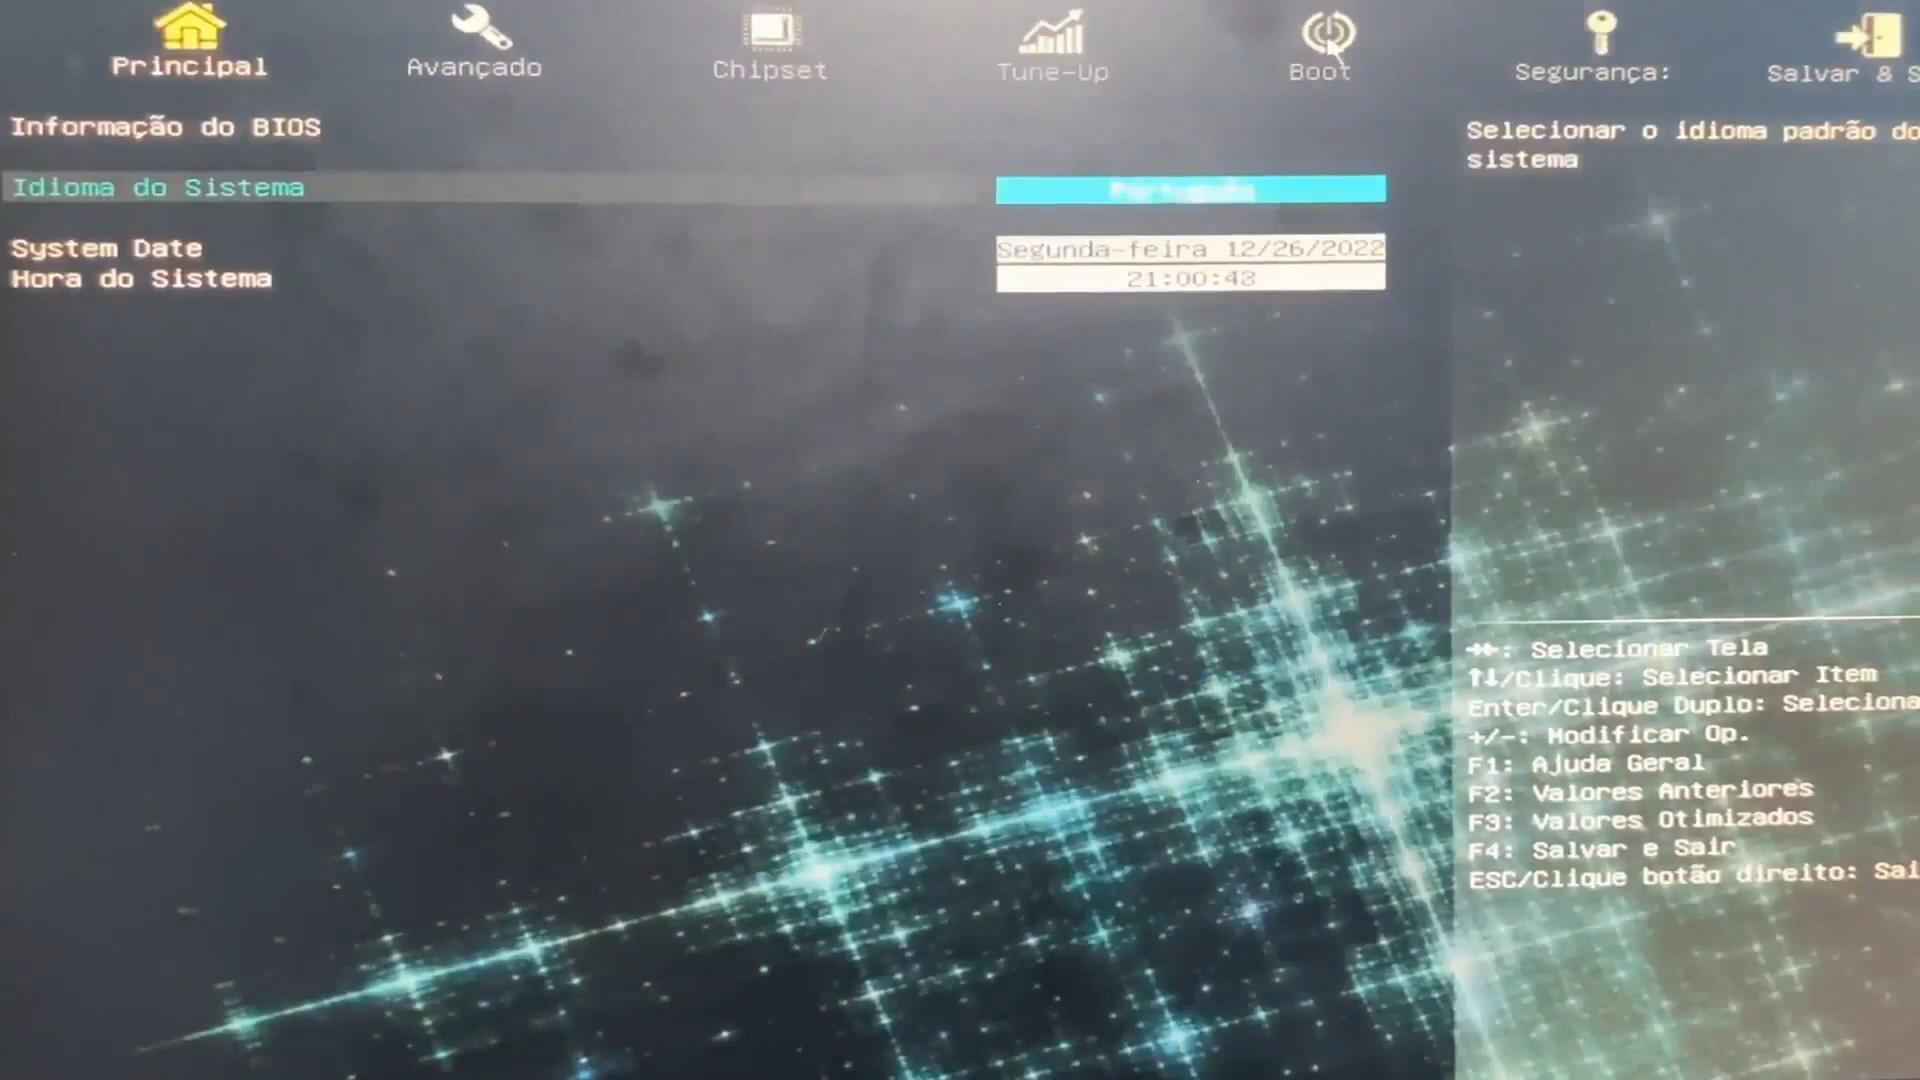 Principal
Avançado
Chipset
Tune-Up
Boot
Segurança:
Salvar & S
Informação do BIOS
Idioma do Sistema
Português
System Date
Segunda-feira 12/26/2022
Hora do Sistema
21:00:43
Selecionar o idioma padrão do
sistema
→←: Selecionar Tela
↑↓/Clique: Selecionar Item
Enter/Clique Duplo: Seleciona
+/-: Modificar Op.
F1: Ajuda Geral
F2: Valores Anteriores
F3: Valores Otimizados
F4: Salvar e Sair
ESC/Clique botão direito: Sai